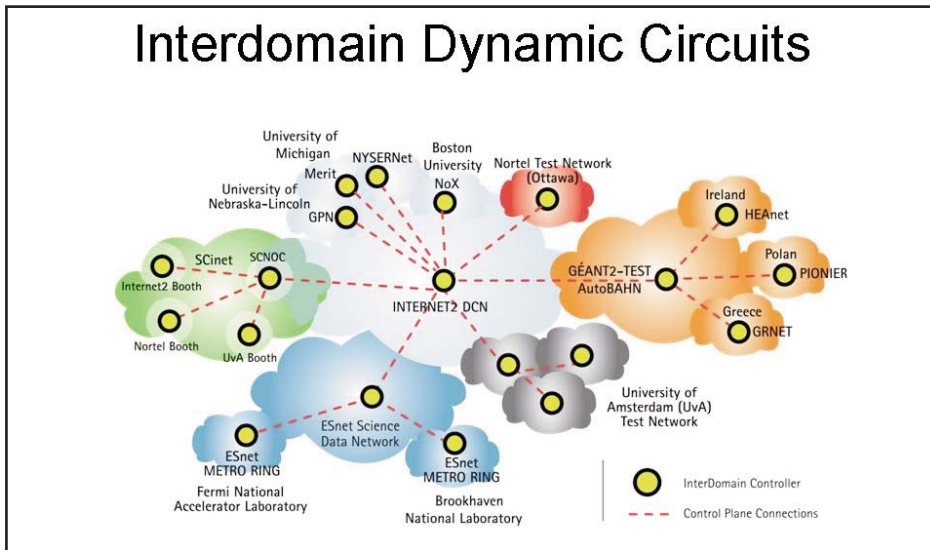 Interdomain Dynamic Circuits
University of
Michigan
Merit
NYSERNet
Boston
University
NoX
Nortel Test Network
(Ottawa)
University of
Nebraska-Lincoln
GPN
Ireland
HEAnet
SCinet
SCNOC
Internet2 Booth
Nortel Booth
UvA Booth
INTERNET2 DCN
GÉANT2-TEST
AutoBAHN
Polan
PIONIER
Greece
GRNET
University of
Amsterdam (UvA)
Test Network
ESnet Science
Data Network
ESnet
METRO RING
Fermi National
Accelerator Laboratory
ESnet
METRO RING
Brookhaven
National Laboratory
InterDomain Controller
Control Plane Connections